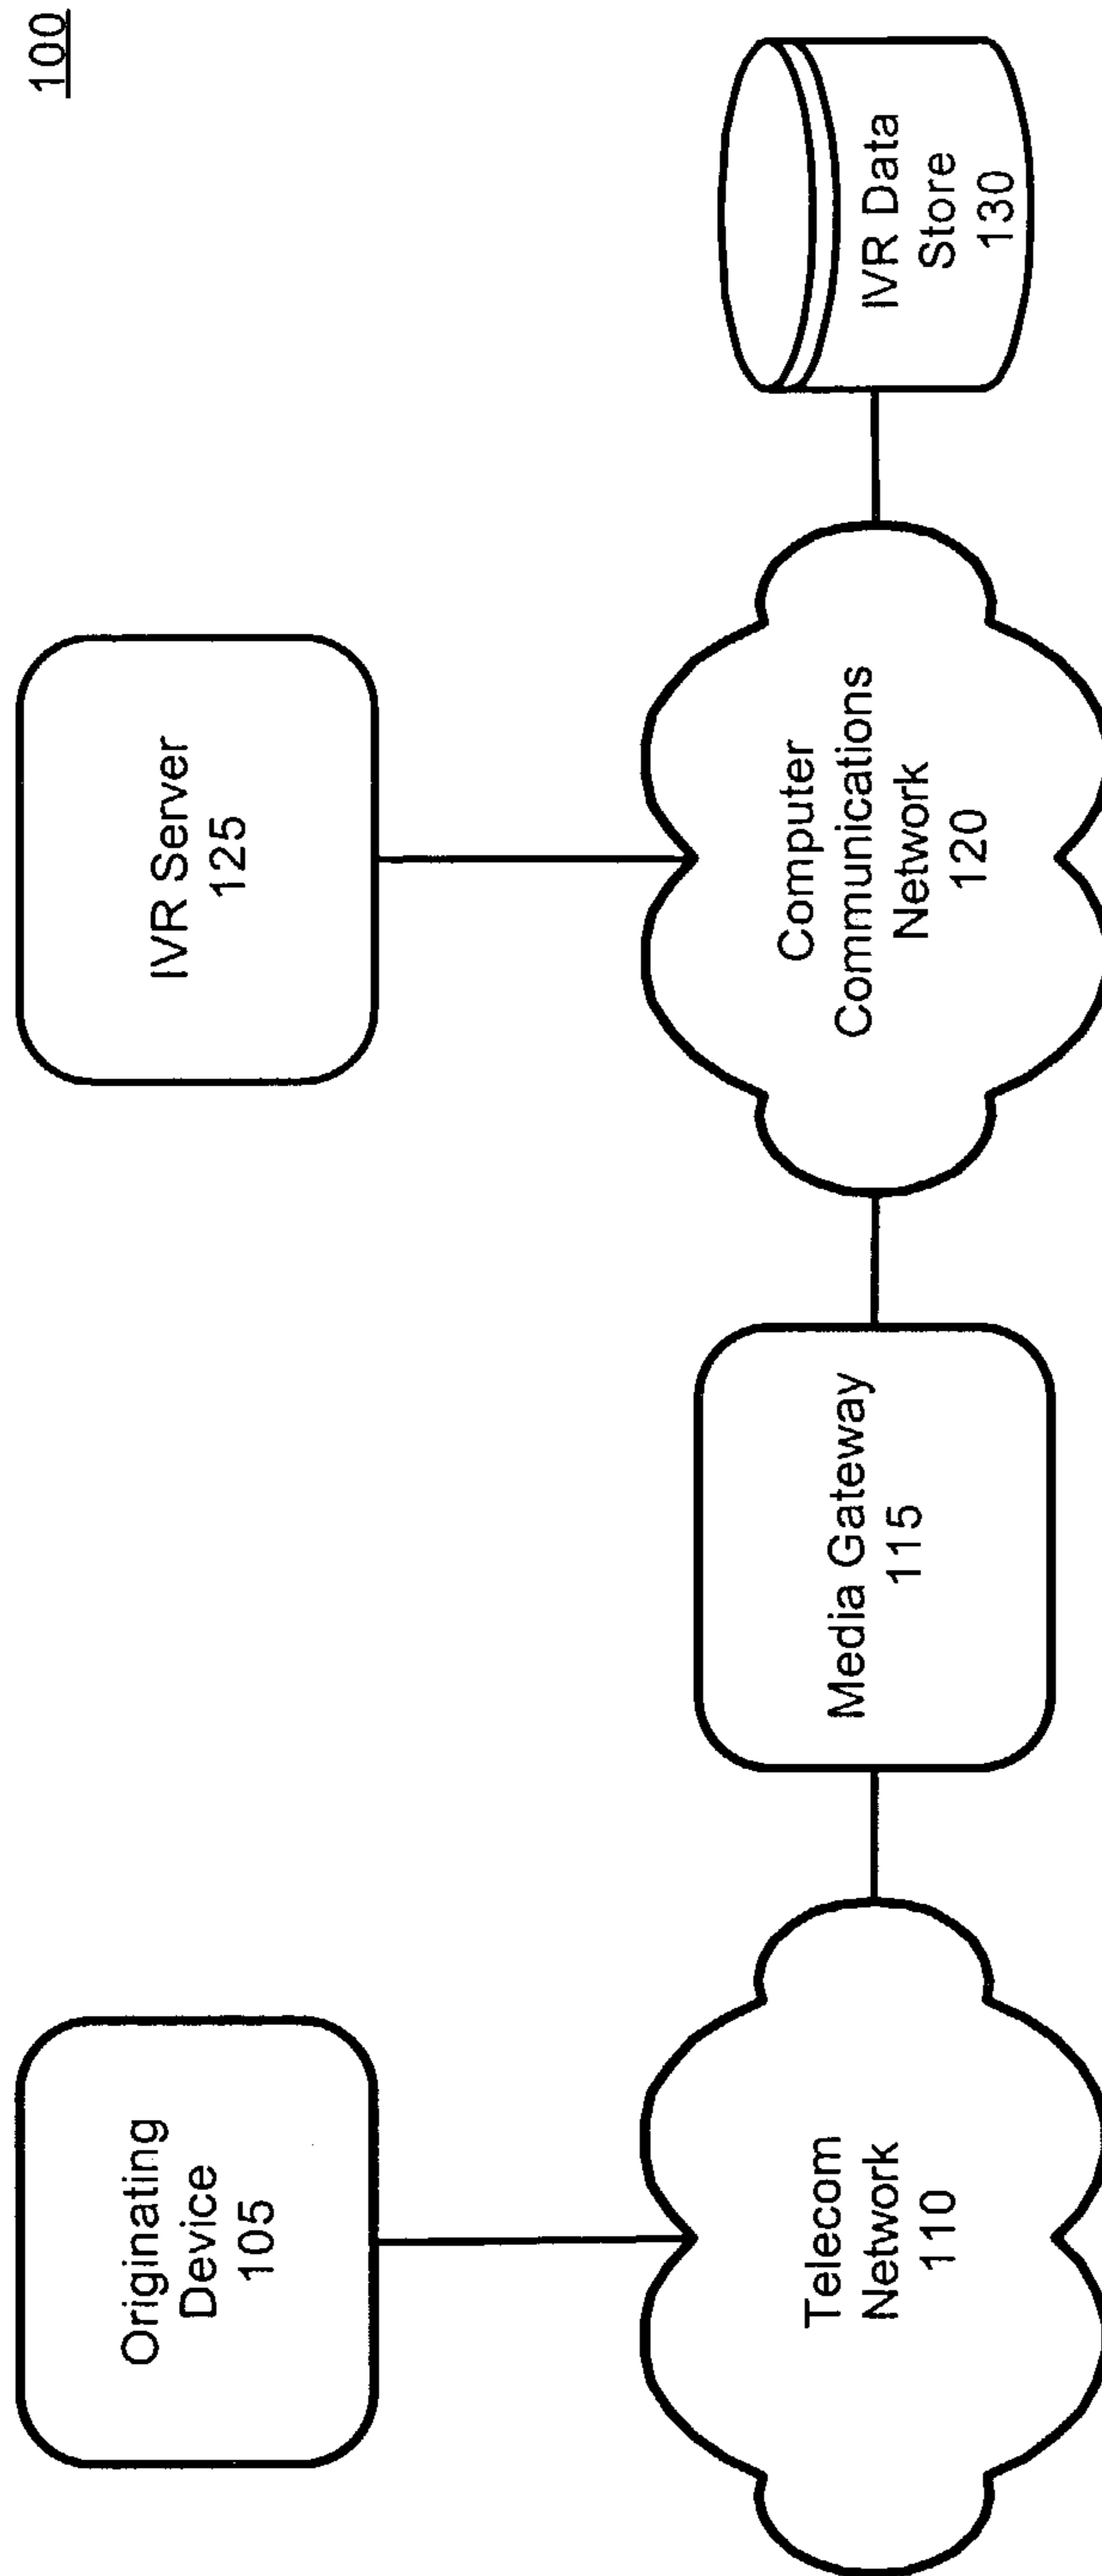 100
Originating
Device
105
IVR Server
125
Telecom
Network
110
Media Gateway
115
Computer
Communications
Network
120
IVR Data
Store
130